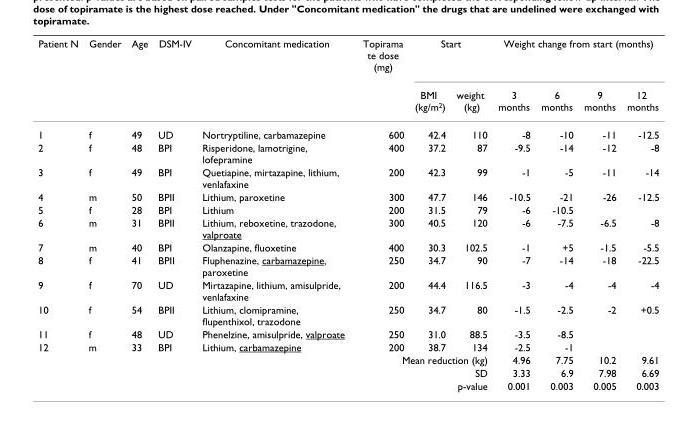 dose of topiramate is the highest dose reached. Under "Concomitant medication" the drugs that are undelined were exchanged with
topiramate.
Patient N Gender Age DSM-IV Concomitant medication Topirama Start Weight change from start (months)
te dose
(mg)
BMI weight 3 6 9 12
(kg/m²) (kg) months months months months
1 f 49 UD Nortryptiline, carbamazepine 600 42.4 110 -8 -10 -11 -12.5
2 f 48 BPI Risperidone, lamotrigine, 400 37.2 87 -9.5 -14 -12 -8
lofepramine
3 f 49 BPI Quetiapine, mirtazapine, lithium, 200 42.3 99 -1 -5 -11 -14
venlafaxine
4 m 50 BPII Lithium, paroxetine 300 47.7 146 -10.5 -21 -26 -12.5
5 f 28 BPI Lithium 200 31.5 79 -6 -10.5
6 m 31 BPII Lithium, reboxetine, trazodone, 300 40.5 120 -6 -7.5 -6.5 -8
valproate
7 m 40 BPI Olanzapine, fluoxetine 400 30.3 102.5 -1 +5 -1.5 -5.5
8 f 41 BPII Fluphenazine, carbamazepine, 250 34.7 90 -7 -14 -18 -22.5
paroxetine
9 f 70 UD Mirtazapine, lithium, amisulpride, 200 44.4 116.5 -3 -4 -4 -4
venlafaxine
10 f 54 BPII Lithium, clomipramine, 250 34.7 80 -1.5 -2.5 -2 +0.5
flupenthixol, trazodone
11 f 48 UD Phenelzine, amisulpride, valproate 250 31.0 88.5 -3.5 -8.5
12 m 33 BPI Lithium, carbamazepine 200 38.7 134 -2.5 -1
Mean reduction (kg) 4.96 7.75 10.2 9.61
SD 3.33 6.9 7.98 6.69
p-value 0.001 0.003 0.005 0.003